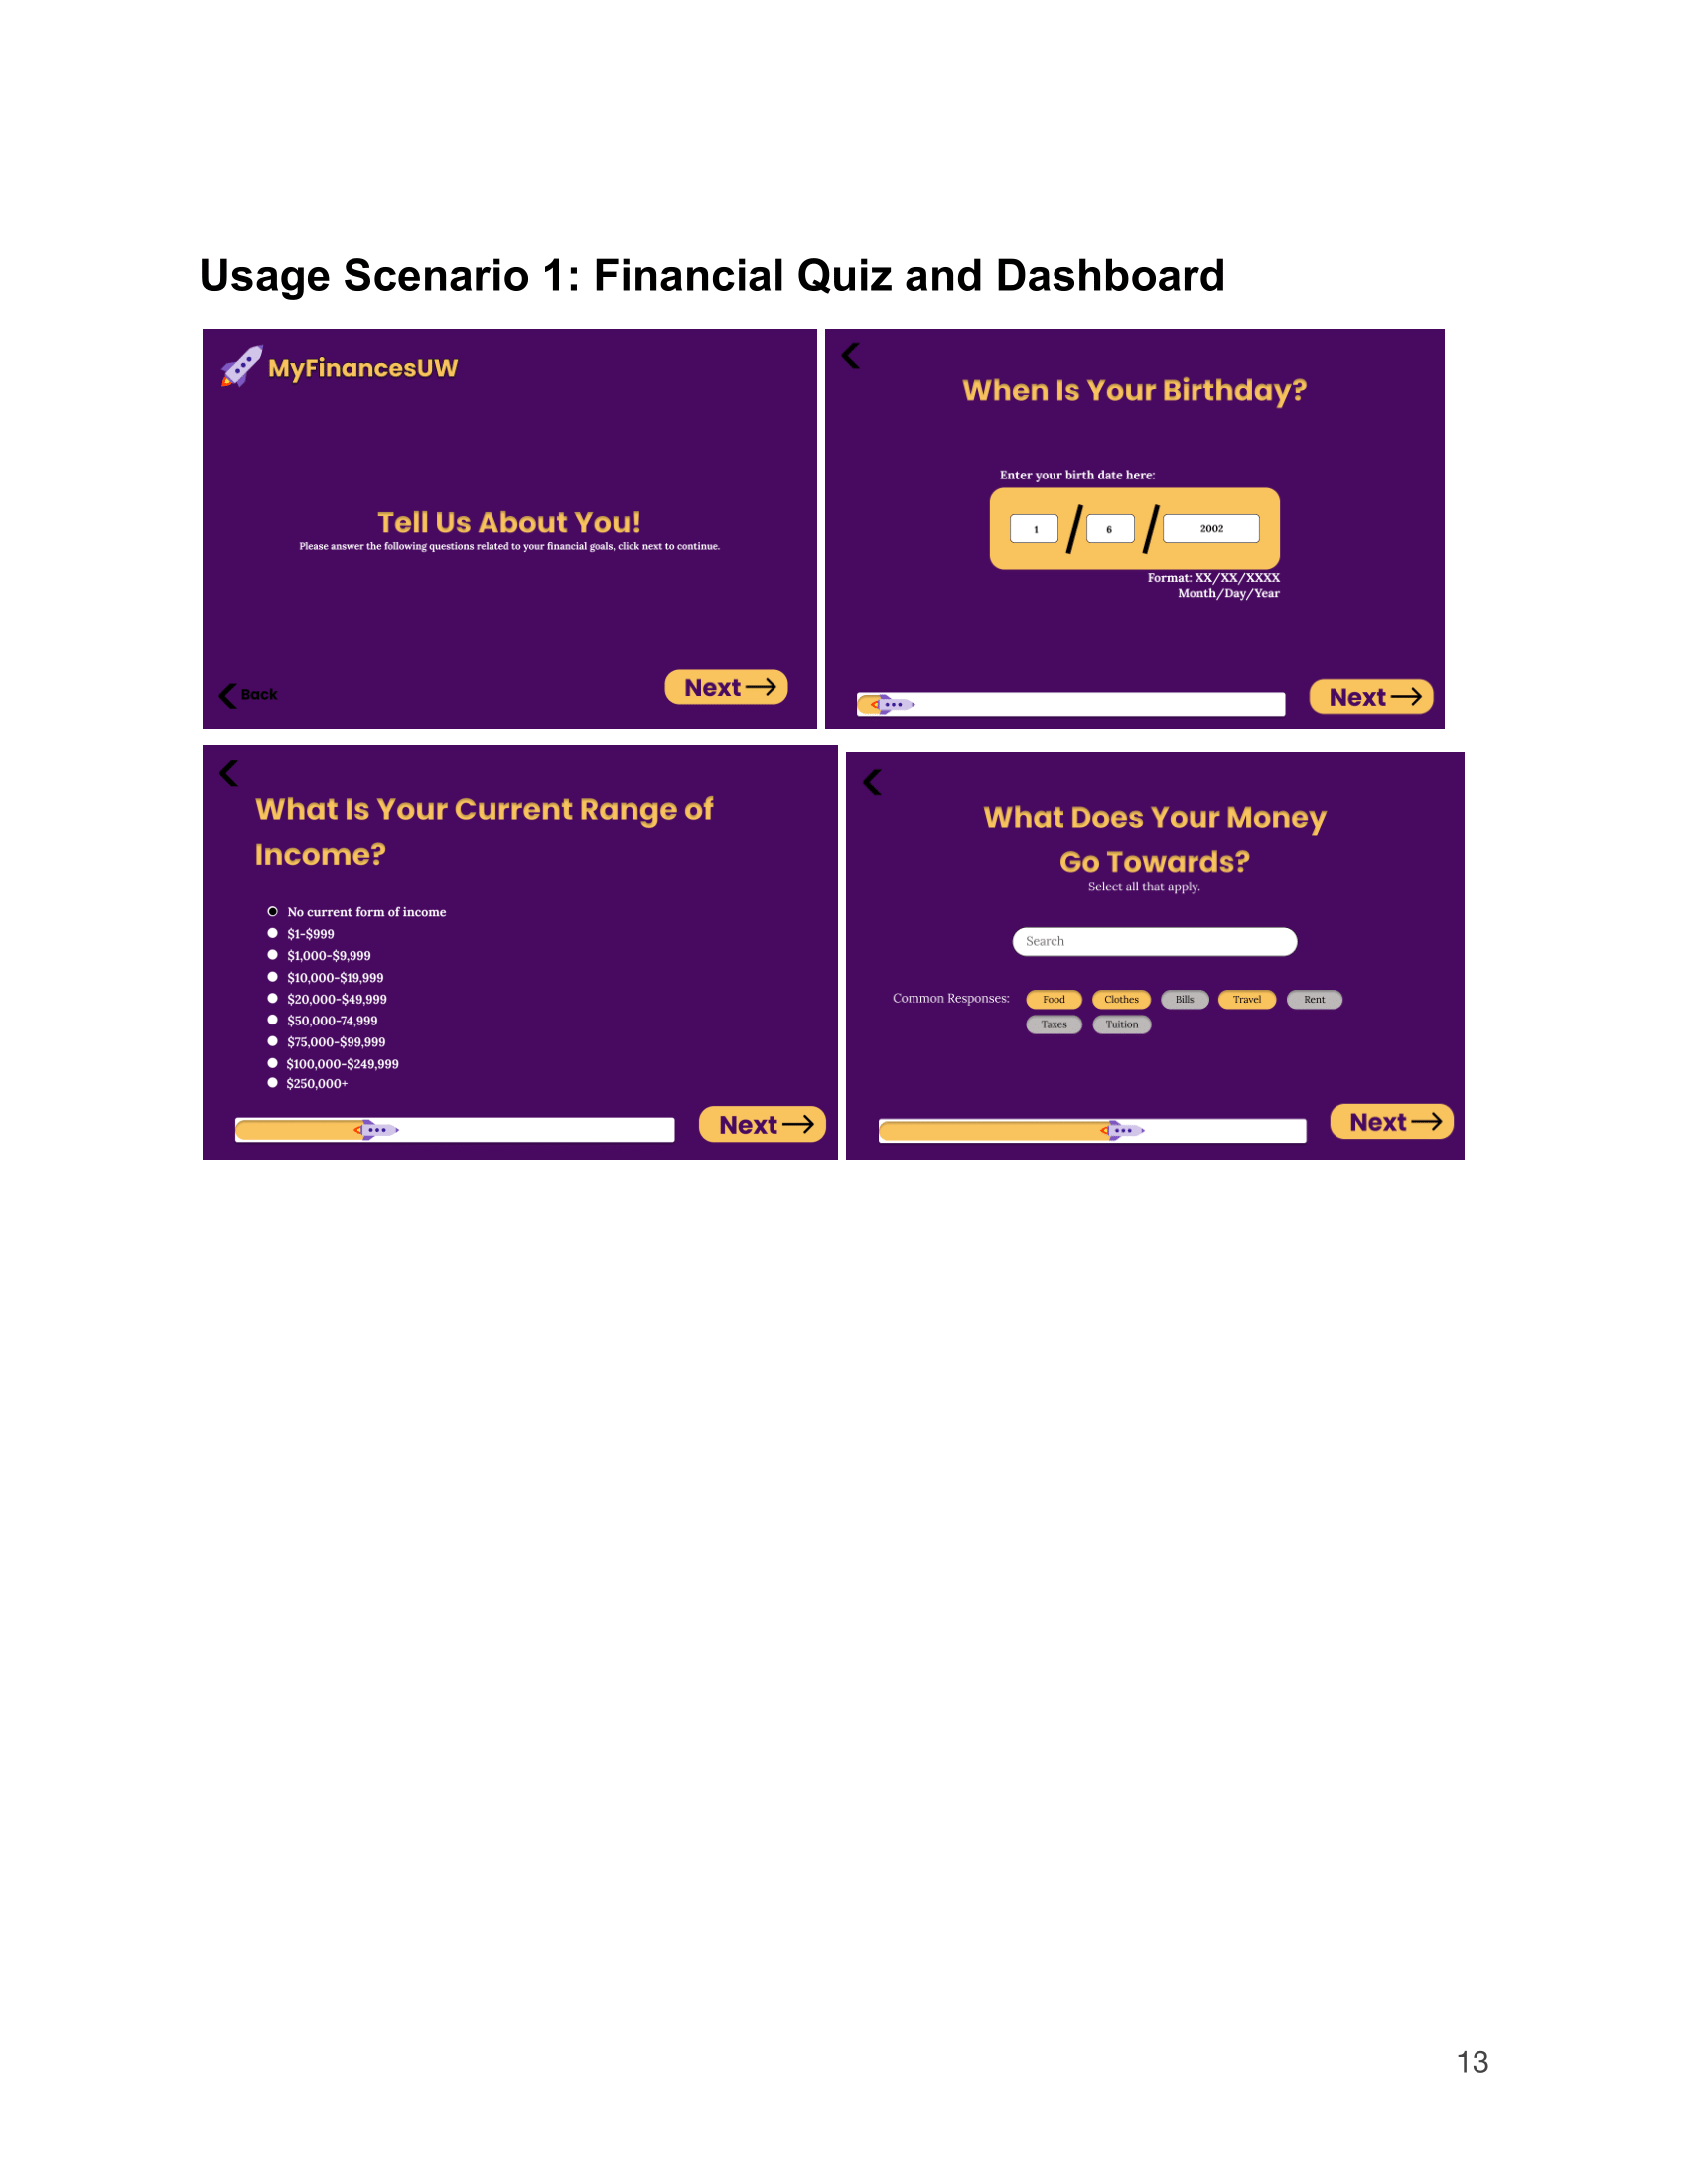 Usage Scenario 1: Financial Quiz and Dashboard
MyFinancesUW
Tell Us About You!
Please answer the following questions related to your financial goals, click next to continue.
Back
Next
When Is Your Birthday?
Enter your birth date here:
1 / 6 / 2002
Format: XX/XX/XXXX
Month/Day/Year
Next
What Is Your Current Range of
Income?
No current form of income
$1-$999
$1,000-$9,999
$10,000-$19,999
$20,000-$49,999
$50,000-74,999
$75,000-$99,999
$100,000-$249,999
$250,000+
Next
What Does Your Money
Go Towards?
Select all that apply.
Search
Common Responses: Food Clothes Bills Travel Rent
Taxes Tuition
Next
13